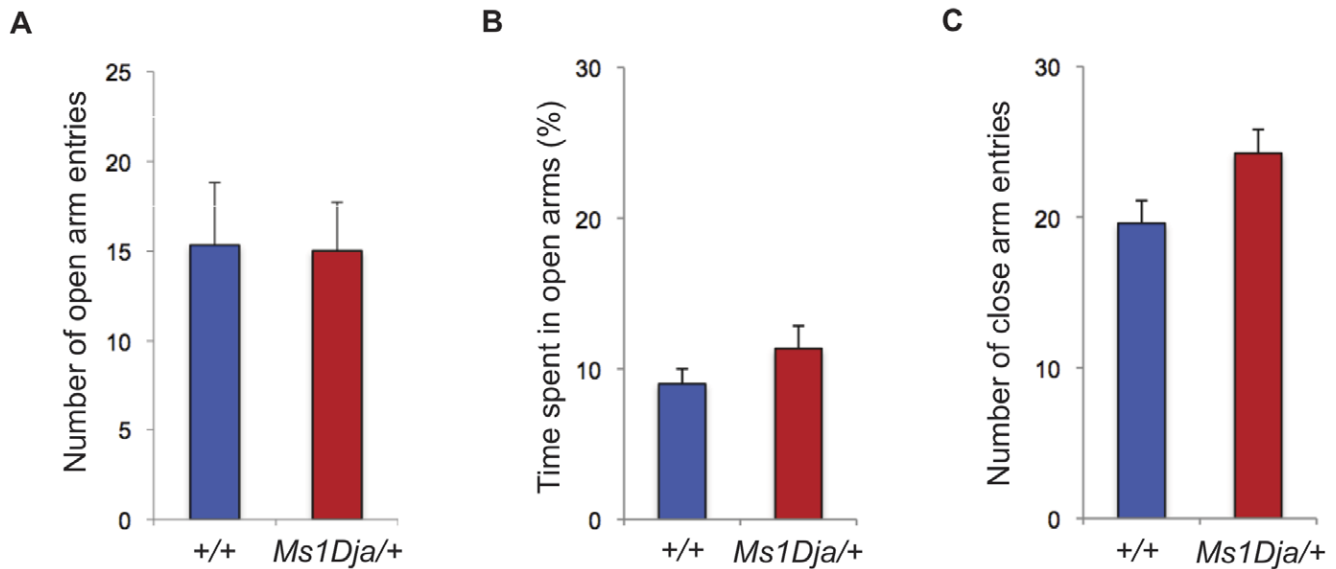 A
Number of open arm entries
25
20
15
10
5
0
+/+ Ms1Dja/+
B
Time spent in open arms (%)
30
20
10
0
+/+ Ms1Dja/+
C
Number of close arm entries
30
20
10
0
+/+ Ms1Dja/+